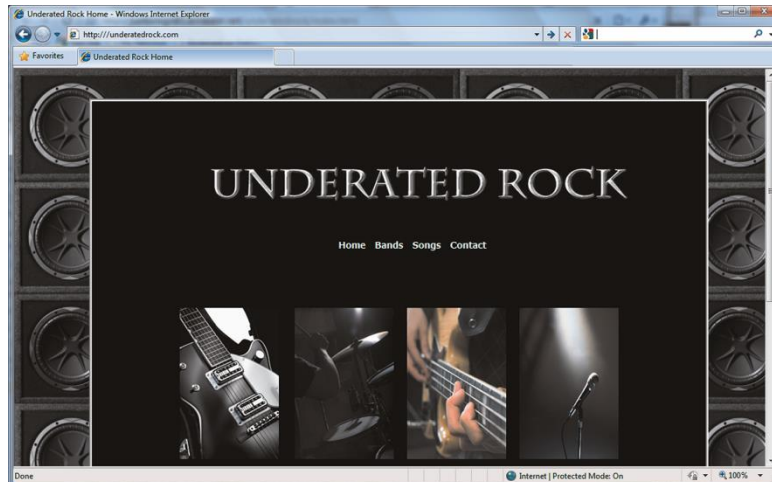 Underated Rock Home - Windows Internet Explorer
http://underatedrock.com
Favorites
Underated Rock Home
UNDERATED ROCK
Home Bands Songs Contact
Done
Internet | Protected Mode: On
100%